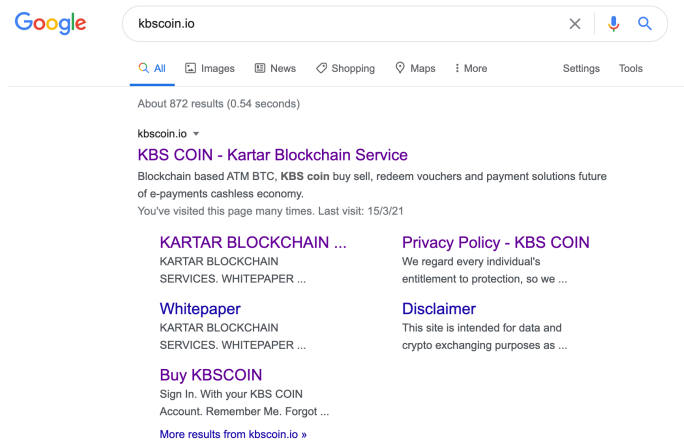 Google
kbscoin.io
All Images News Shopping Maps More Settings Tools
About 872 results (0.54 seconds)
kbscoin.io
KBS COIN - Kartar Blockchain Service
Blockchain based ATM BTC, KBS coin buy sell, redeem vouchers and payment solutions future
of e-payments cashless economy.
You've visited this page many times. Last visit: 15/3/21
KARTAR BLOCKCHAIN ...
KARTAR BLOCKCHAIN
SERVICES. WHITEPAPER ...
Privacy Policy - KBS COIN
We regard every individual's
entitlement to protection, so we ...
Whitepaper
KARTAR BLOCKCHAIN
SERVICES. WHITEPAPER ...
Disclaimer
This site is intended for data and
crypto exchanging purposes as ...
Buy KBSCOIN
Sign In. With your KBS COIN
Account. Remember Me. Forgot ...
More results from kbscoin.io »